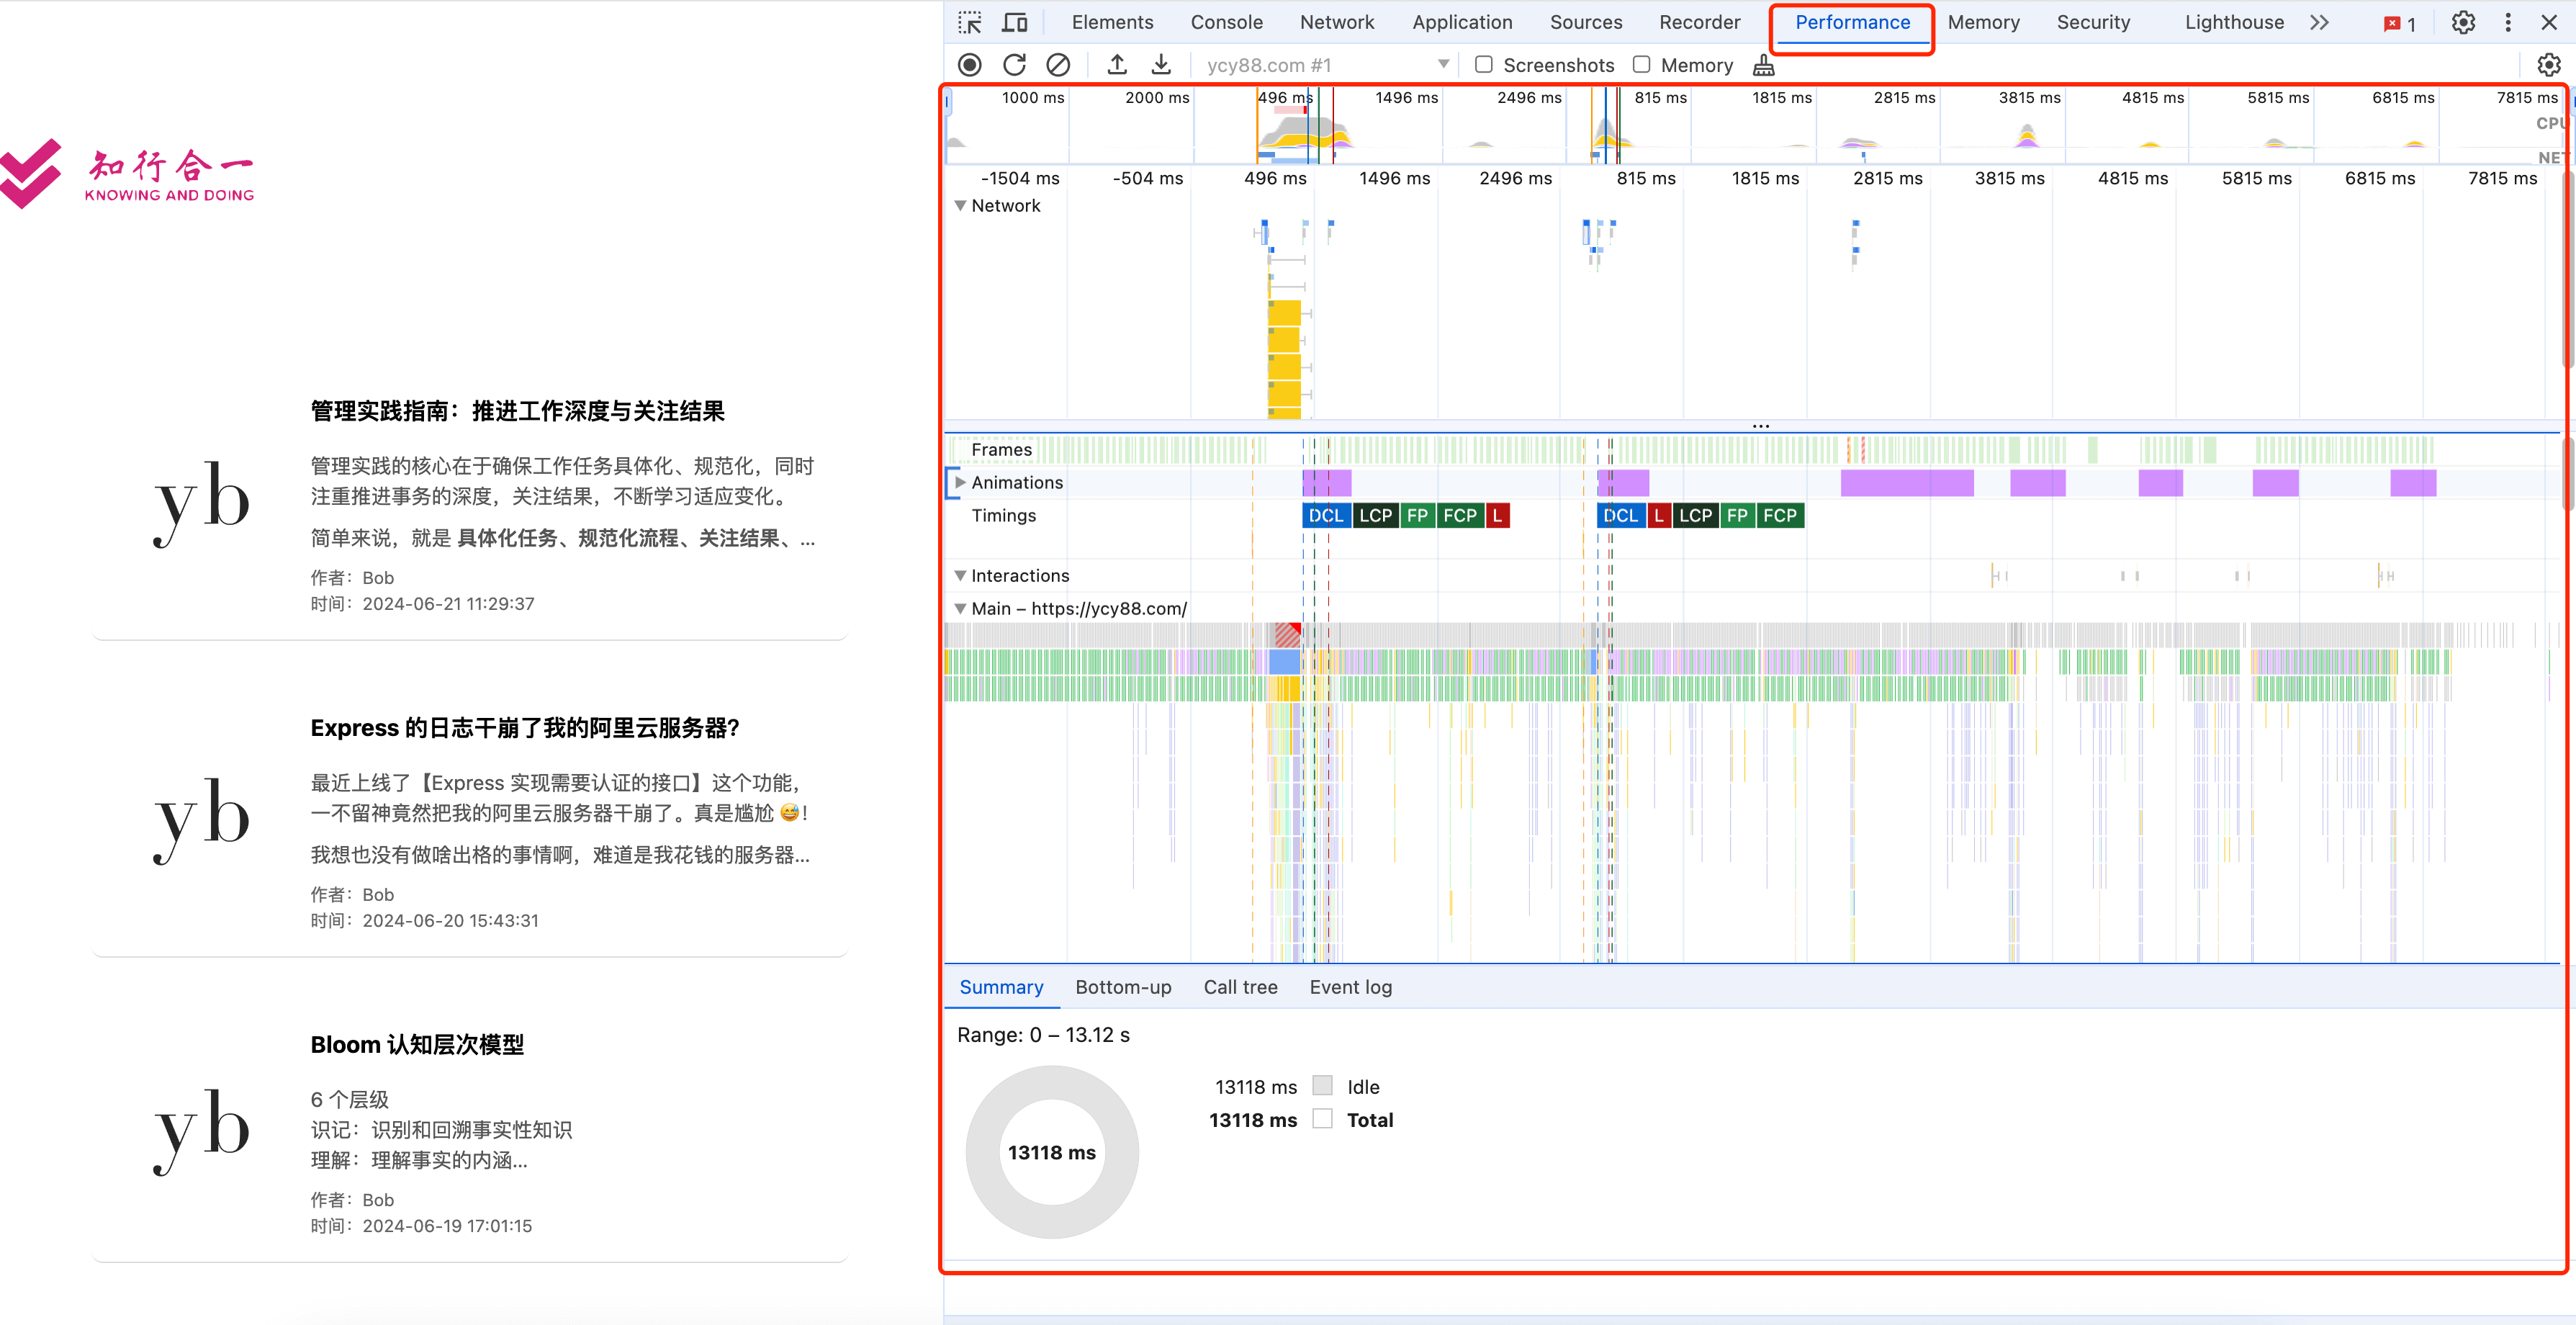 知行合一
KNOWING AND DOING
管理实践指南：推进工作深度与关注结果
yb
管理实践的核心在于确保工作任务具体化、规范化，同时
注重推进事务的深度，关注结果，不断学习适应变化。
简单来说，就是 具体化任务、规范化流程、关注结果、...
作者：Bob
时间：2024-06-21 11:29:37
Express 的日志干崩了我的阿里云服务器？
yb
最近上线了【Express 实现需要认证的接口】这个功能，
一不留神竟然把我的阿里云服务器干崩了。真是尴尬 😅！
我想也没有做啥出格的事情啊，难道是我花钱的服务器...
作者：Bob
时间：2024-06-20 15:43:31
Bloom 认知层次模型
yb
6 个层级
识记：识别和回溯事实性知识
理解：理解事实的内涵...
作者：Bob
时间：2024-06-19 17:01:15
Elements Console Network Application Sources Recorder Performance Memory Security Lighthouse 1
ycy88.com #1 Screenshots Memory
1000 ms 2000 ms 496 ms 1496 ms 2496 ms 815 ms 1815 ms 2815 ms 3815 ms 4815 ms 5815 ms 6815 ms 7815 ms
CPU
NET
-1504 ms -504 ms 496 ms 1496 ms 2496 ms 815 ms 1815 ms 2815 ms 3815 ms 4815 ms 5815 ms 6815 ms 7815 ms
Network
Frames
Animations
Timings DCL LCP FP FCP L DCL L LCP FP FCP
Interactions
Main – https://ycy88.com/
Summary Bottom-up Call tree Event log
Range: 0 – 13.12 s
13118 ms Idle
13118 ms Total
13118 ms